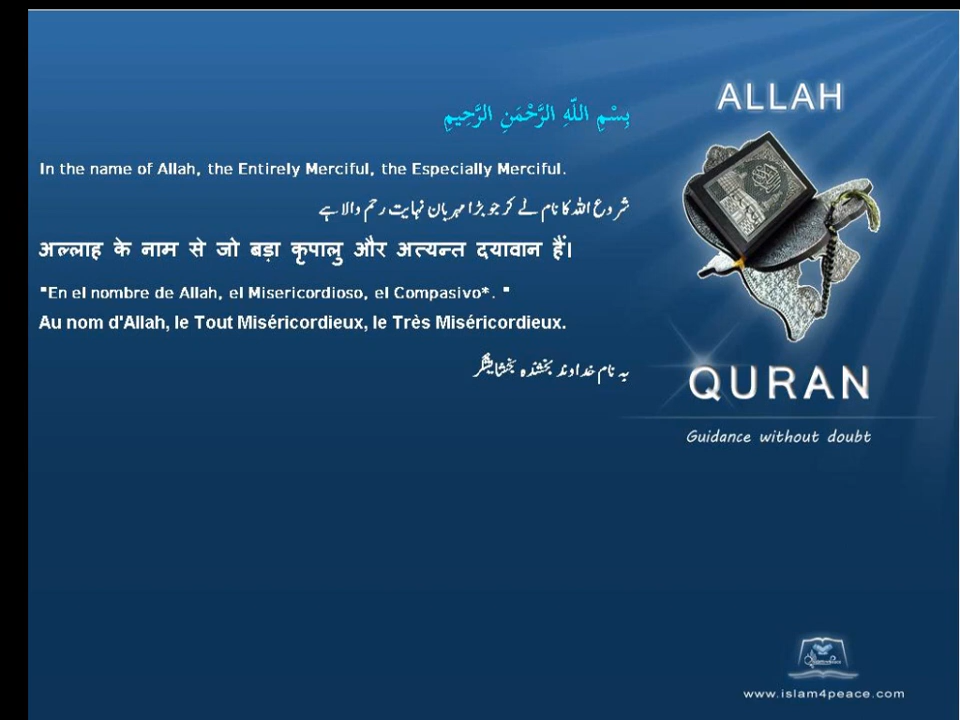 بِسْمِ اللَّهِ الرَّحْمَنِ الرَّحِيمِ
In the name of Allah, the Entirely Merciful, the Especially Merciful.
شروع اللہ کا نام لے کر جو بڑا مہربان نہایت رحم والا ہے
अल्लाह के नाम से जो बड़ा कृपालु और अत्यन्त दयावान हैं।
"En el nombre de Allah, el Misericordioso, el Compasivo*. "
Au nom d'Allah, le Tout Miséricordieux, le Très Miséricordieux.
به نام خداوند بخشنده بخشایشگر
ALLAH
QURAN
Guidance without doubt
www.islam4peace.com